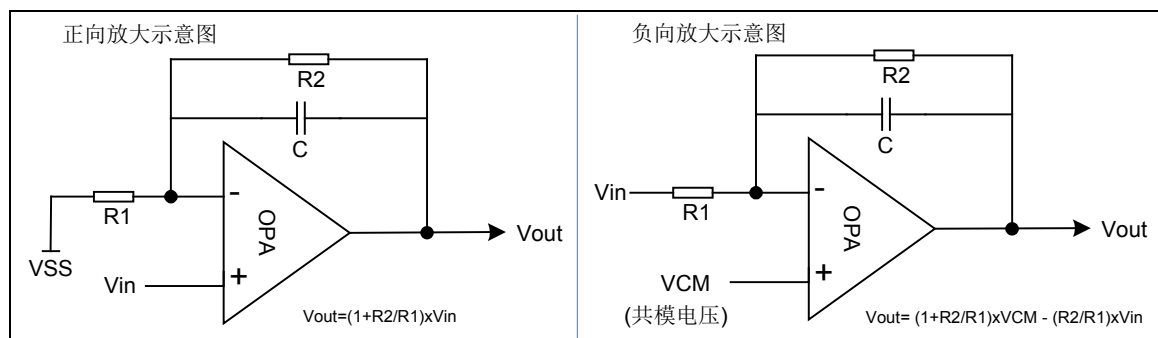 正向放大示意图
R2
C
R1
-
OPA
+
VSS
Vin
Vout
Vout=(1+R2/R1)xVin
负向放大示意图
R2
C
Vin
R1
-
OPA
+
VCM
(共模电压)
Vout
Vout= (1+R2/R1)xVCM - (R2/R1)xVin